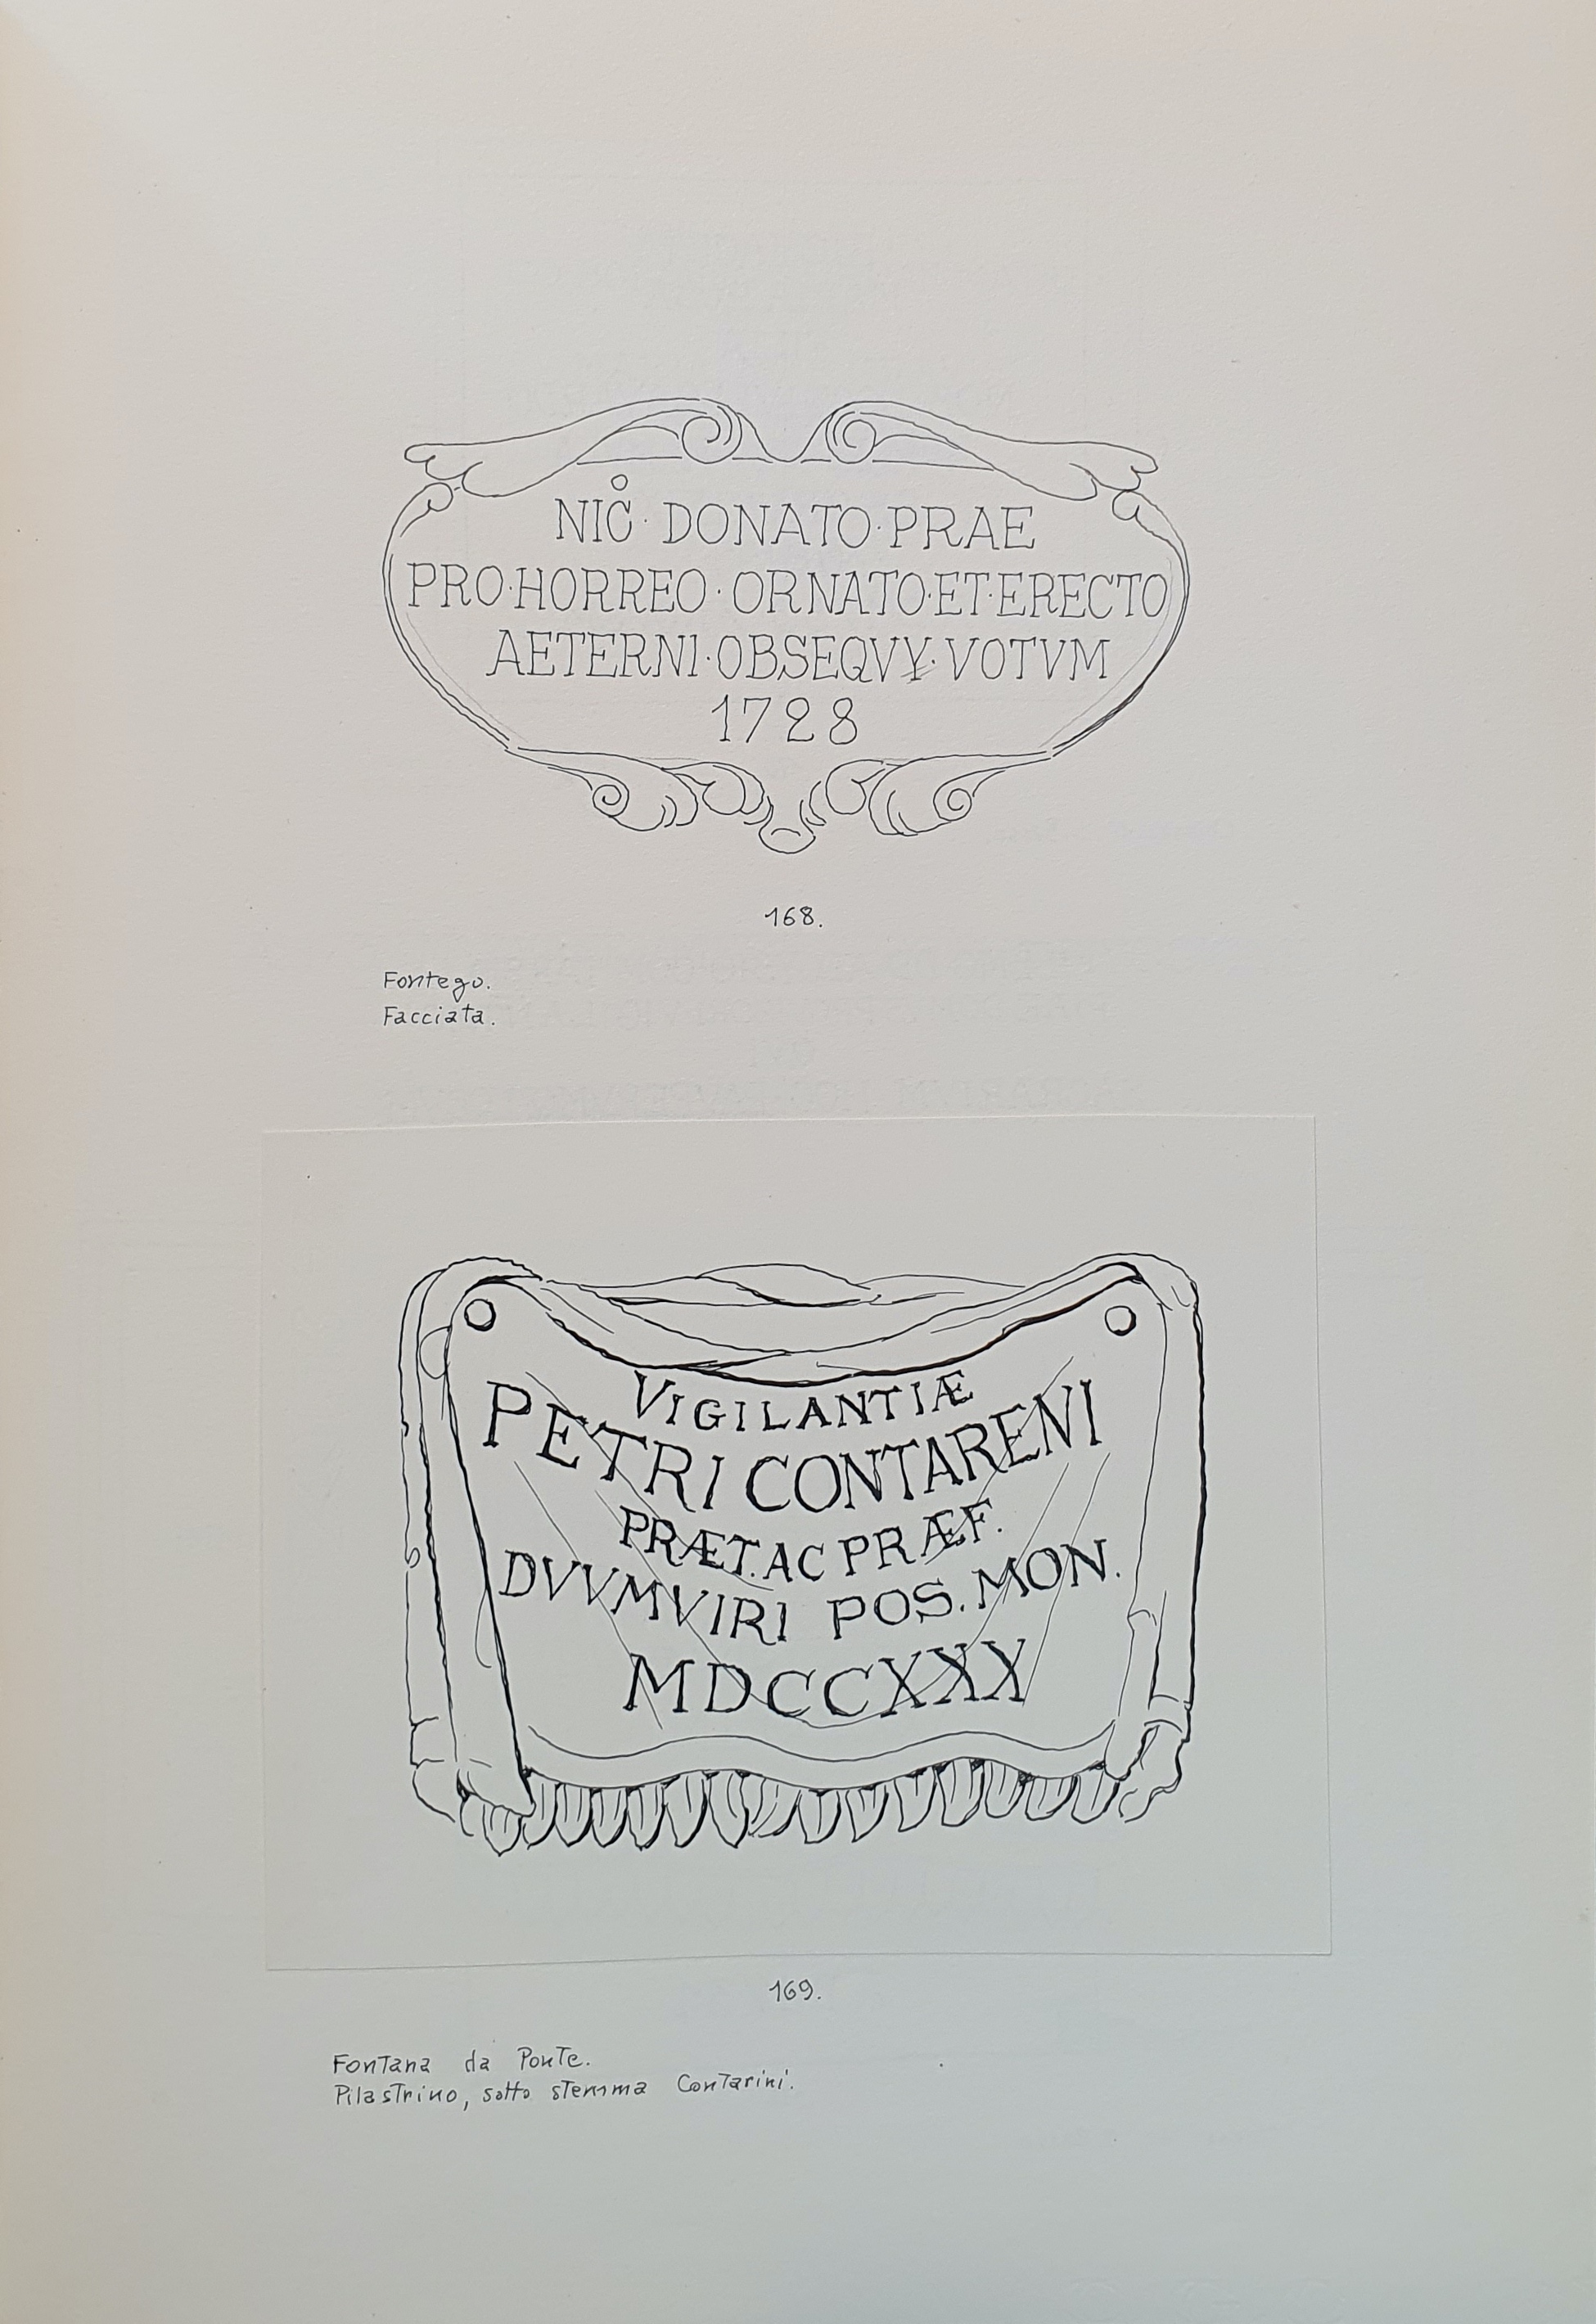 NIC̊· DONATO·PRAE
PRO·HORREO·ORNATO·ET·ERECTO
AETERNI·OBSEQVY·VOTVM
1728
168.
Fontego.
Facciata.
VIGILANTIÆ
PETRI CONTARENI
PRÆT.AC PRÆF.
DVVMVIRI POS.MON.
MDCCXXX
169.
Fontana da Ponte.
Pilastrino, sotto stemma Contarini.